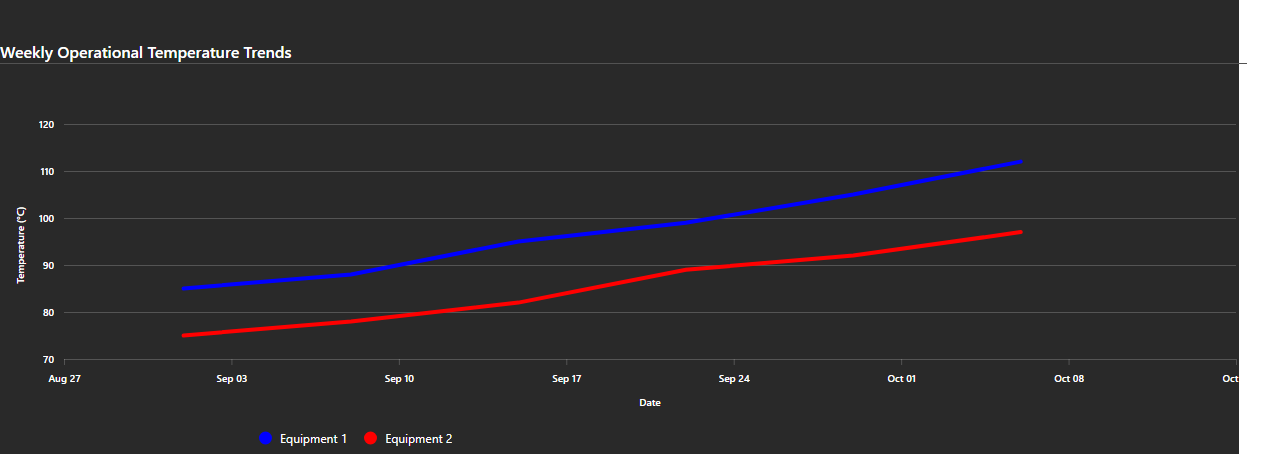 Weekly Operational Temperature Trends
120
110
100
90
80
70
Temperature (°C)
Aug 27 Sep 03 Sep 10 Sep 17 Sep 24 Oct 01 Oct 08 Oct
Date
Equipment 1 Equipment 2